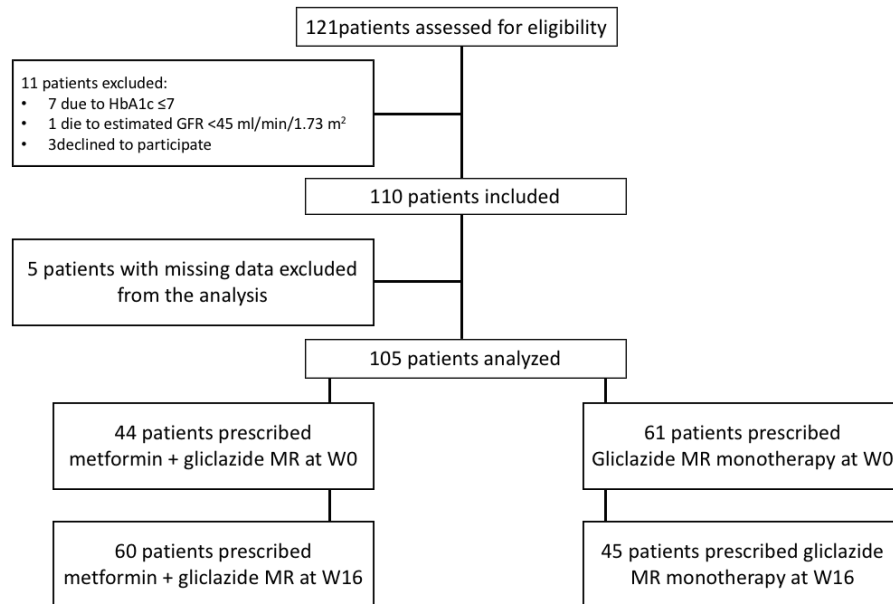 121patients assessed for eligibility
11 patients excluded:
• 7 due to HbA1c ≤7
• 1 die to estimated GFR <45 ml/min/1.73 m²
• 3declined to participate
110 patients included
5 patients with missing data excluded
from the analysis
105 patients analyzed
44 patients prescribed
metformin + gliclazide MR at W0
61 patients prescribed
Gliclazide MR monotherapy at W0
60 patients prescribed
metformin + gliclazide MR at W16
45 patients prescribed gliclazide
MR monotherapy at W16